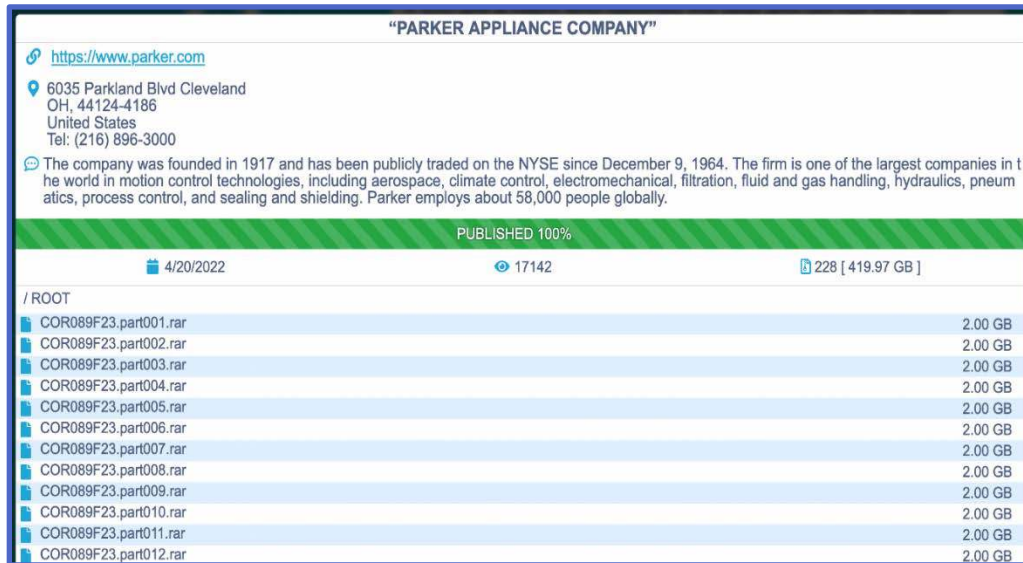 “PARKER APPLIANCE COMPANY”
https://www.parker.com
6035 Parkland Blvd Cleveland
OH, 44124-4186
United States
Tel: (216) 896-3000
The company was founded in 1917 and has been publicly traded on the NYSE since December 9, 1964. The firm is one of the largest companies in t
he world in motion control technologies, including aerospace, climate control, electromechanical, filtration, fluid and gas handling, hydraulics, pneum
atics, process control, and sealing and shielding. Parker employs about 58,000 people globally.
PUBLISHED 100%
4/20/2022 17142 228 [ 419.97 GB ]
/ ROOT
COR089F23.part001.rar 2.00 GB
COR089F23.part002.rar 2.00 GB
COR089F23.part003.rar 2.00 GB
COR089F23.part004.rar 2.00 GB
COR089F23.part005.rar 2.00 GB
COR089F23.part006.rar 2.00 GB
COR089F23.part007.rar 2.00 GB
COR089F23.part008.rar 2.00 GB
COR089F23.part009.rar 2.00 GB
COR089F23.part010.rar 2.00 GB
COR089F23.part011.rar 2.00 GB
COR089F23.part012.rar 2.00 GB